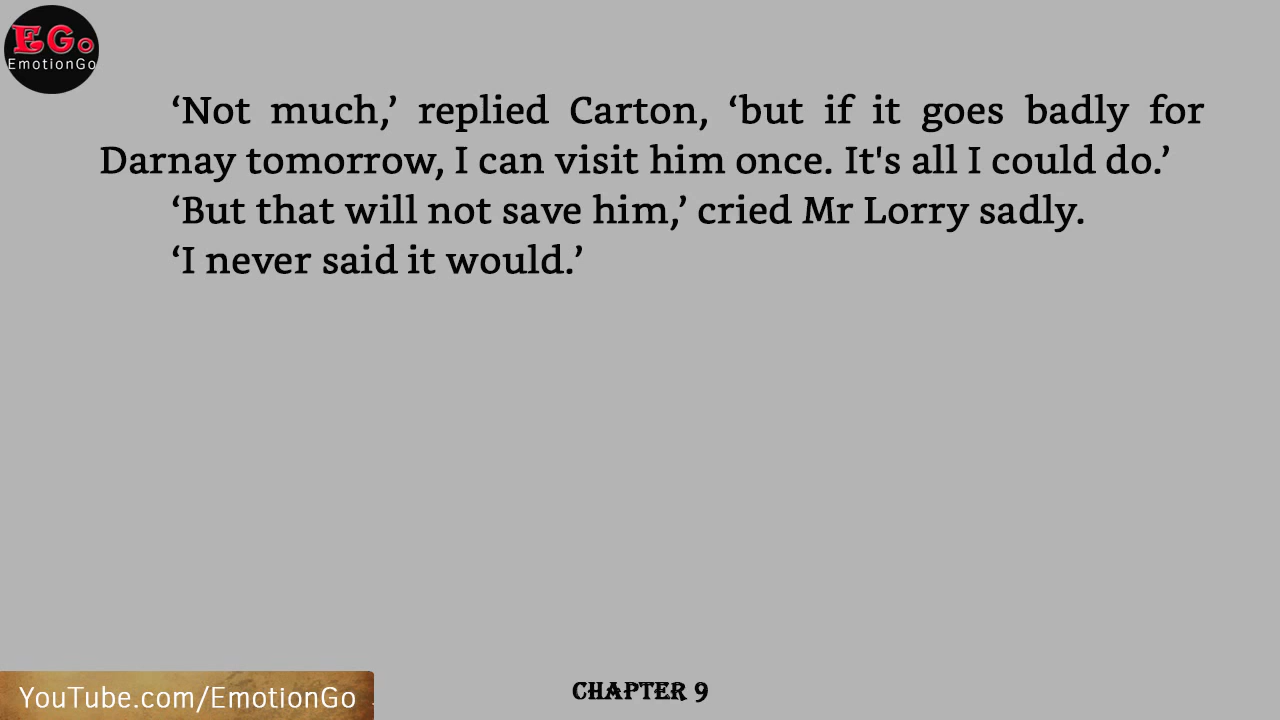 EGo
EmotionGo
‘Not much,’ replied Carton, ‘but if it goes badly for
Darnay tomorrow, I can visit him once. It's all I could do.’
‘But that will not save him,’ cried Mr Lorry sadly.
‘I never said it would.’
YouTube.com/EmotionGo
CHAPTER 9